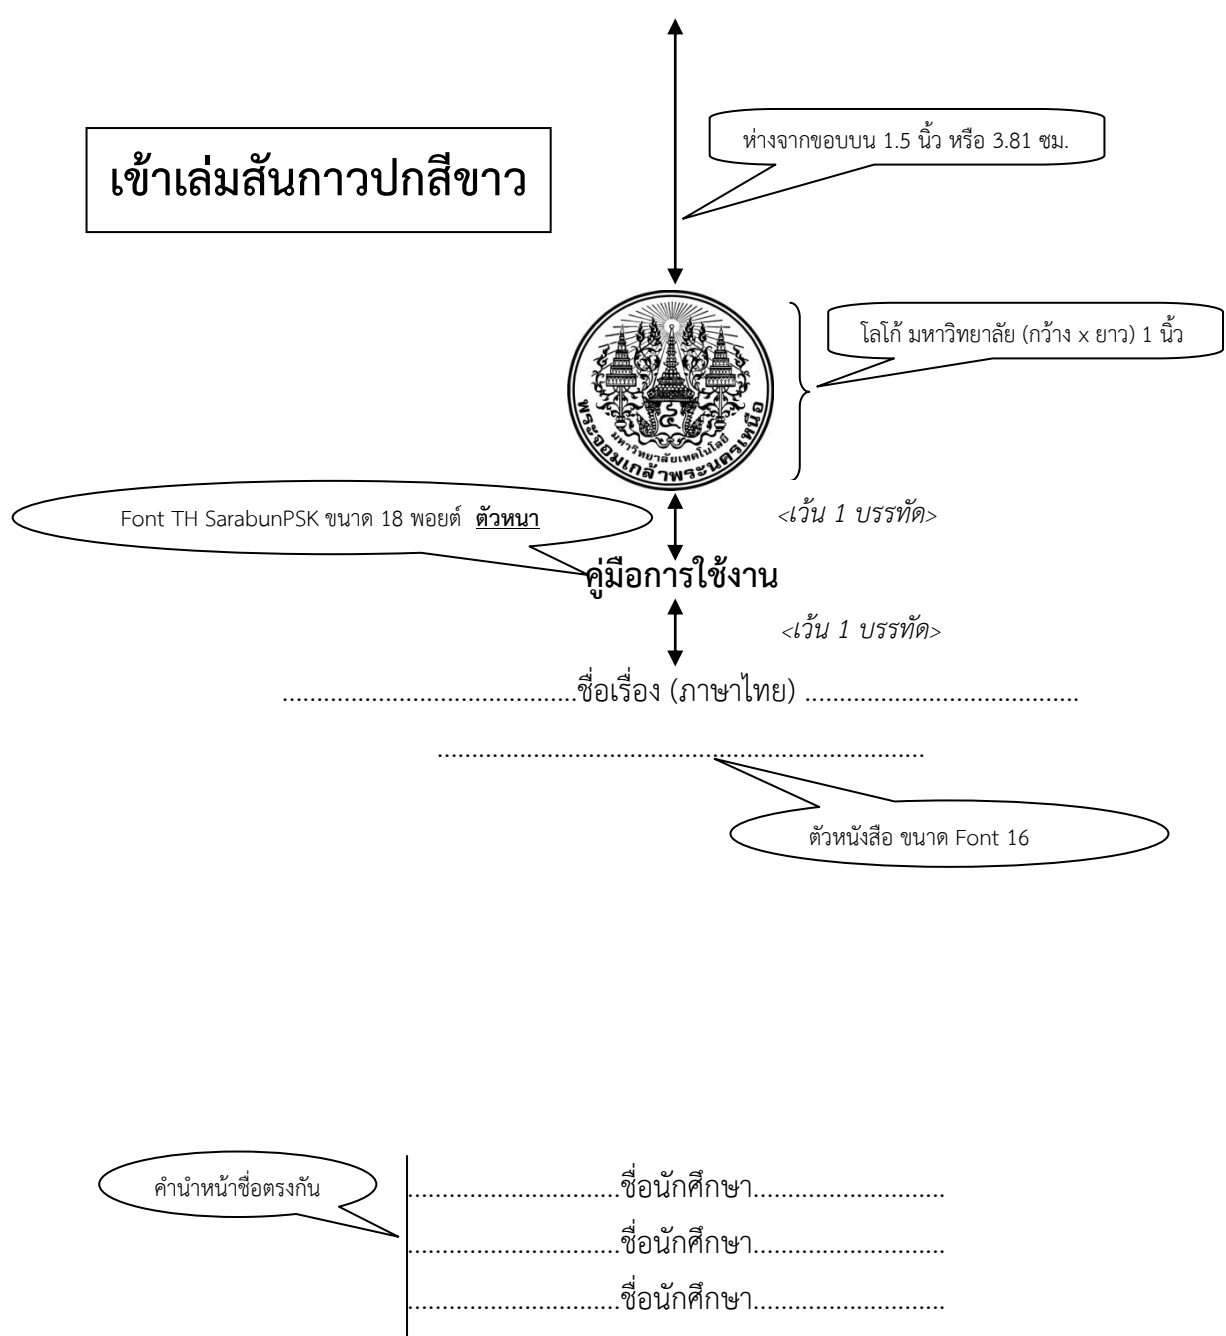 ห่างจากขอบบน 1.5 นิ้ว หรือ 3.81 ซม.
เข้าเล่มสันกาวปกสีขาว
โลโก้ มหาวิทยาลัย (กว้าง x ยาว) 1 นิ้ว
มหาวิทยาลัยเทคโนโลยี
พระจอมเกล้าพระนครเหนือ
Font TH SarabunPSK ขนาด 18 พอยต์ ตัวหนา
<เว้น 1 บรรทัด>
คู่มือการใช้งาน
<เว้น 1 บรรทัด>
...........................................ชื่อเรื่อง (ภาษาไทย) ........................................
.......................................................................
ตัวหนังสือ ขนาด Font 16
คำนำหน้าชื่อตรงกัน
...............................ชื่อนักศึกษา............................
...............................ชื่อนักศึกษา............................
...............................ชื่อนักศึกษา............................